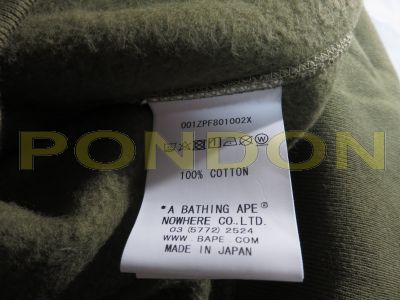 001ZPF801002X
PONDON
100% COTTON
*A BATHING APE®
NOWHERE CO.,LTD.
03(5772)2524
WWW.BAPE.COM
MADE IN JAPAN